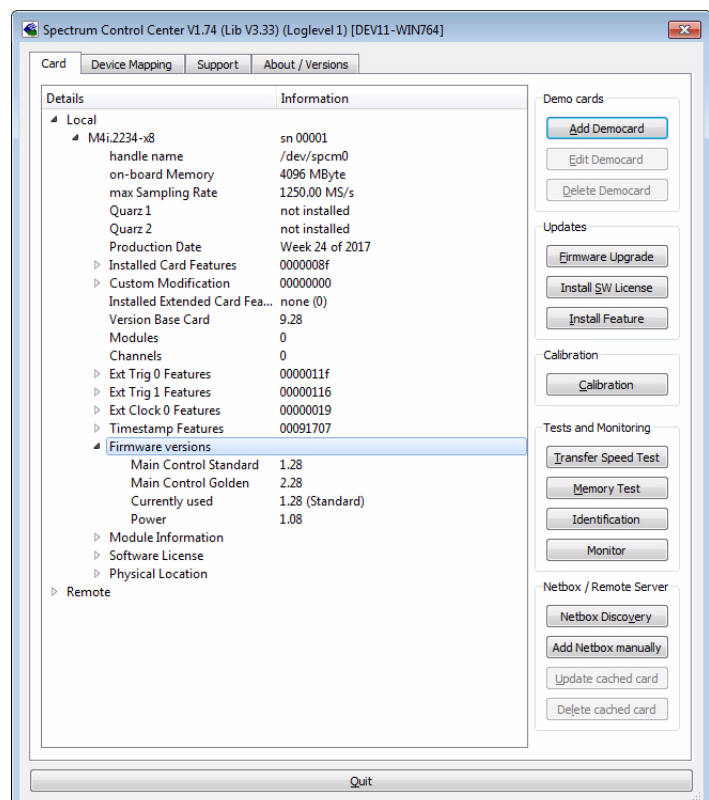 Spectrum Control Center V1.74 (Lib V3.33) (Loglevel 1) [DEV11-WIN764]
Card
Device Mapping
Support
About / Versions
Details Information
Local
M4i.2234-x8 sn 00001
handle name /dev/spcm0
on-board Memory 4096 MByte
max Sampling Rate 1250.00 MS/s
Quarz 1 not installed
Quarz 2 not installed
Production Date Week 24 of 2017
Installed Card Features 0000008f
Custom Modification 00000000
Installed Extended Card Fea... none (0)
Version Base Card 9.28
Modules 0
Channels 0
Ext Trig 0 Features 0000011f
Ext Trig 1 Features 00000116
Ext Clock 0 Features 00000019
Timestamp Features 00091707
Firmware versions
Main Control Standard 1.28
Main Control Golden 2.28
Currently used 1.28 (Standard)
Power 1.08
Module Information
Software License
Physical Location
Remote
Demo cards
Add Democard
Edit Democard
Delete Democard
Updates
Firmware Upgrade
Install SW License
Install Feature
Calibration
Calibration
Tests and Monitoring
Transfer Speed Test
Memory Test
Identification
Monitor
Netbox / Remote Server
Netbox Discovery
Add Netbox manually
Update cached card
Delete cached card
Quit